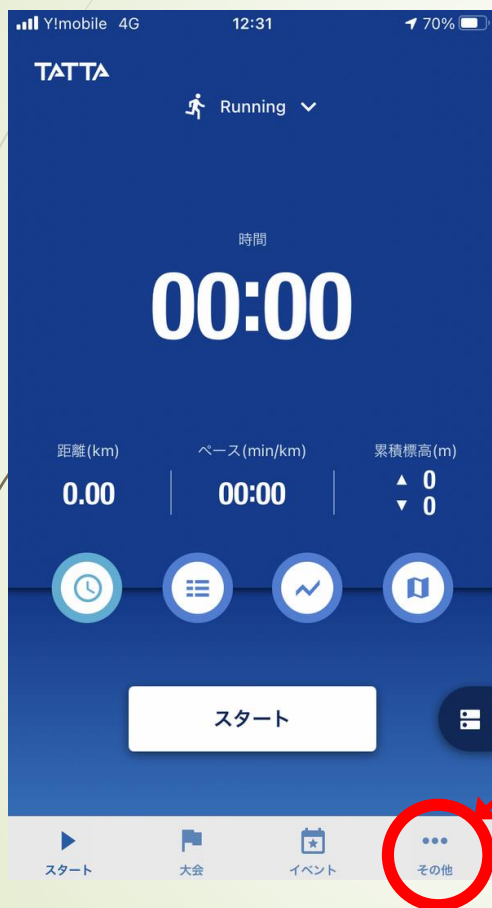 Y!mobile 4G 12:31 70%
TATTA
Running
時間
00:00
距離(km) ペース(min/km) 累積標高(m)
0.00 00:00 ▲ 0
▼ 0
スタート
スタート 大会 イベント その他